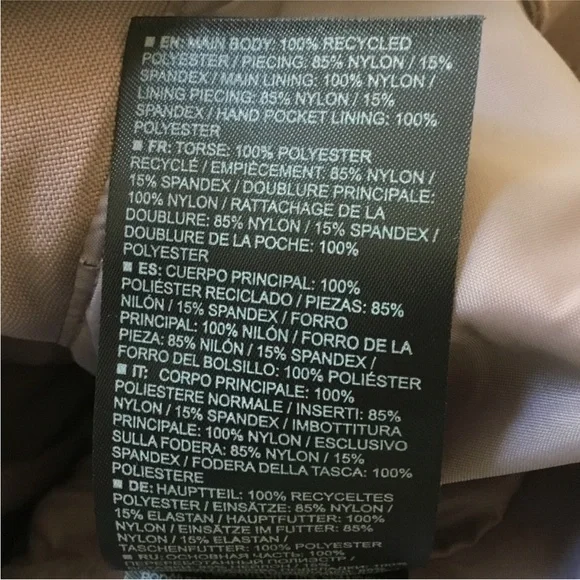 ■ EN: MAIN BODY: 100% RECYCLED
POLYESTER / PIECING: 85% NYLON / 15%
SPANDEX / MAIN LINING: 100% NYLON /
LINING PIECING: 85% NYLON / 15%
SPANDEX / HAND POCKET LINING: 100%
POLYESTER
■ FR: TORSE: 100% POLYESTER
RECYCLÉ / EMPIÈCEMENT: 85% NYLON /
15% SPANDEX / DOUBLURE PRINCIPALE:
100% NYLON / RATTACHAGE DE LA
DOUBLURE: 85% NYLON / 15% SPANDEX /
DOUBLURE DE LA POCHE: 100%
POLYESTER
■ ES: CUERPO PRINCIPAL: 100%
POLIÉSTER RECICLADO / PIEZAS: 85%
NILÓN / 15% SPANDEX / FORRO
PRINCIPAL: 100% NILÓN / FORRO DE LA
PIEZA: 85% NILÓN / 15% SPANDEX /
FORRO DEL BOLSILLO: 100% POLIÉSTER
■ IT: CORPO PRINCIPALE: 100%
POLIESTERE NORMALE / INSERTI: 85%
NYLON / 15% SPANDEX / IMBOTTITURA
PRINCIPALE: 100% NYLON / ESCLUSIVO
SULLA FODERA: 85% NYLON / 15%
SPANDEX / FODERA DELLA TASCA: 100%
POLIESTERE
■ DE: HAUPTTEIL: 100% RECYCELTES
POLYESTER / EINSÄTZE: 85% NYLON /
15% ELASTAN / HAUPTFUTTER: 100%
NYLON / EINSÄTZE IM FUTTER: 85%
NYLON / 15% ELASTAN /
TASCHENFUTTER: 100% POLYESTER
■ RU: ОСНОВНАЯ ЧАСТЬ: 100%
ПЕРЕРАБОТАННЫЙ ПОЛИЭСТЕР /